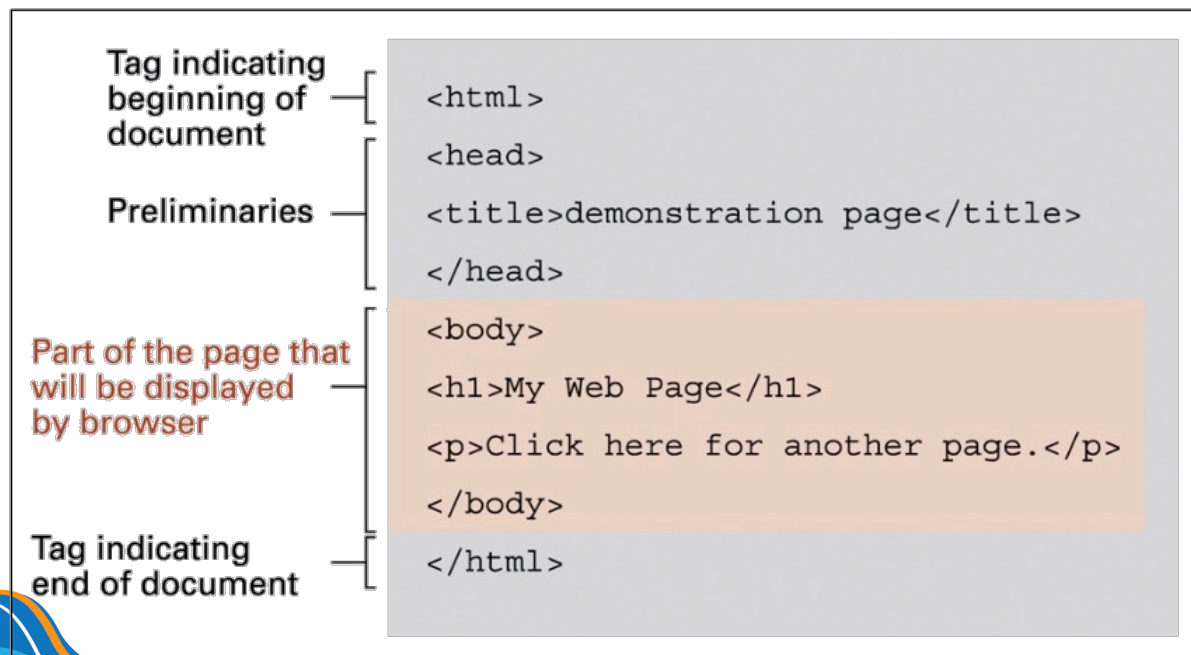 Tag indicating
beginning of
document
<html>
Preliminaries
<head>
<title>demonstration page</title>
</head>
Part of the page that
will be displayed
by browser
<body>
<h1>My Web Page</h1>
<p>Click here for another page.</p>
</body>
Tag indicating
end of document
</html>